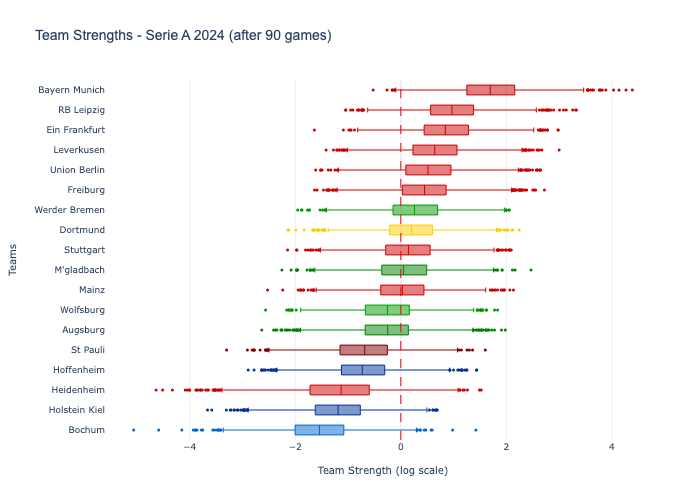 Team Strengths - Serie A 2024 (after 90 games)
Bayern Munich
RB Leipzig
Ein Frankfurt
Leverkusen
Union Berlin
Freiburg
Werder Bremen
Dortmund
Stuttgart
M'gladbach
Mainz
Wolfsburg
Augsburg
St Pauli
Hoffenheim
Heidenheim
Holstein Kiel
Bochum
Teams
−4 −2 0 2 4
Team Strength (log scale)